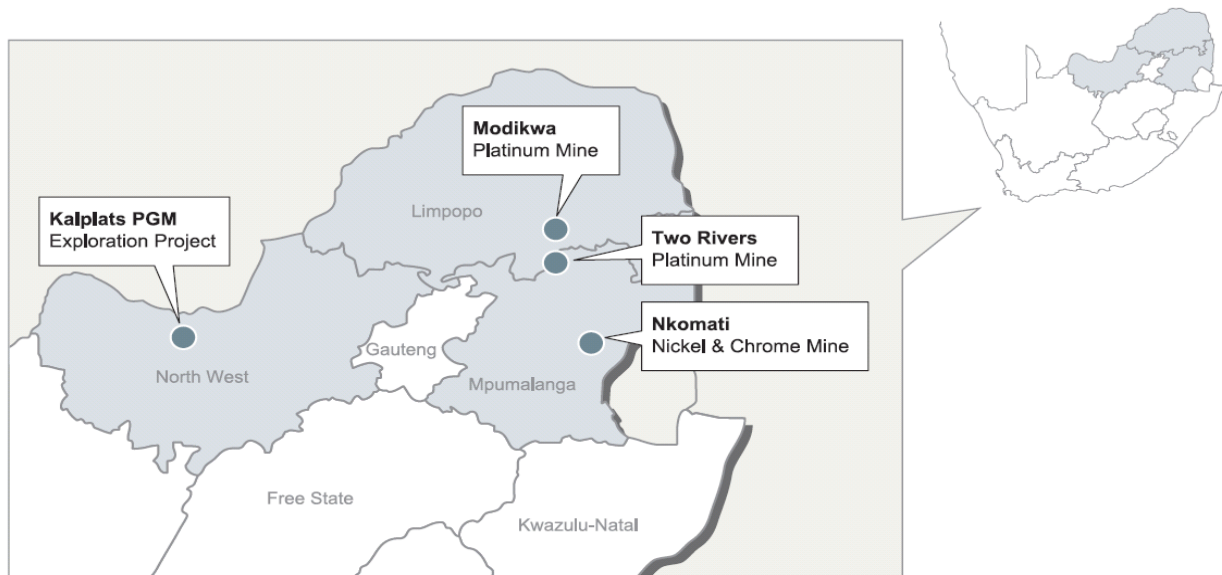 Modikwa
Platinum Mine
Limpopo
Kalplats PGM
Exploration Project
Two Rivers
Platinum Mine
Nkomati
Nickel & Chrome Mine
Gauteng
North West
Mpumalanga
Free State
Kwazulu-Natal